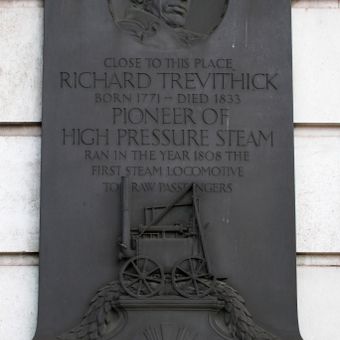 CLOSE TO THIS PLACE
RICHARD TREVITHICK
BORN 1771 – DIED 1833
PIONEER OF
HIGH PRESSURE STEAM
RAN IN THE YEAR 1808 THE
FIRST STEAM LOCOMOTIVE
TO DRAW PASSENGERS